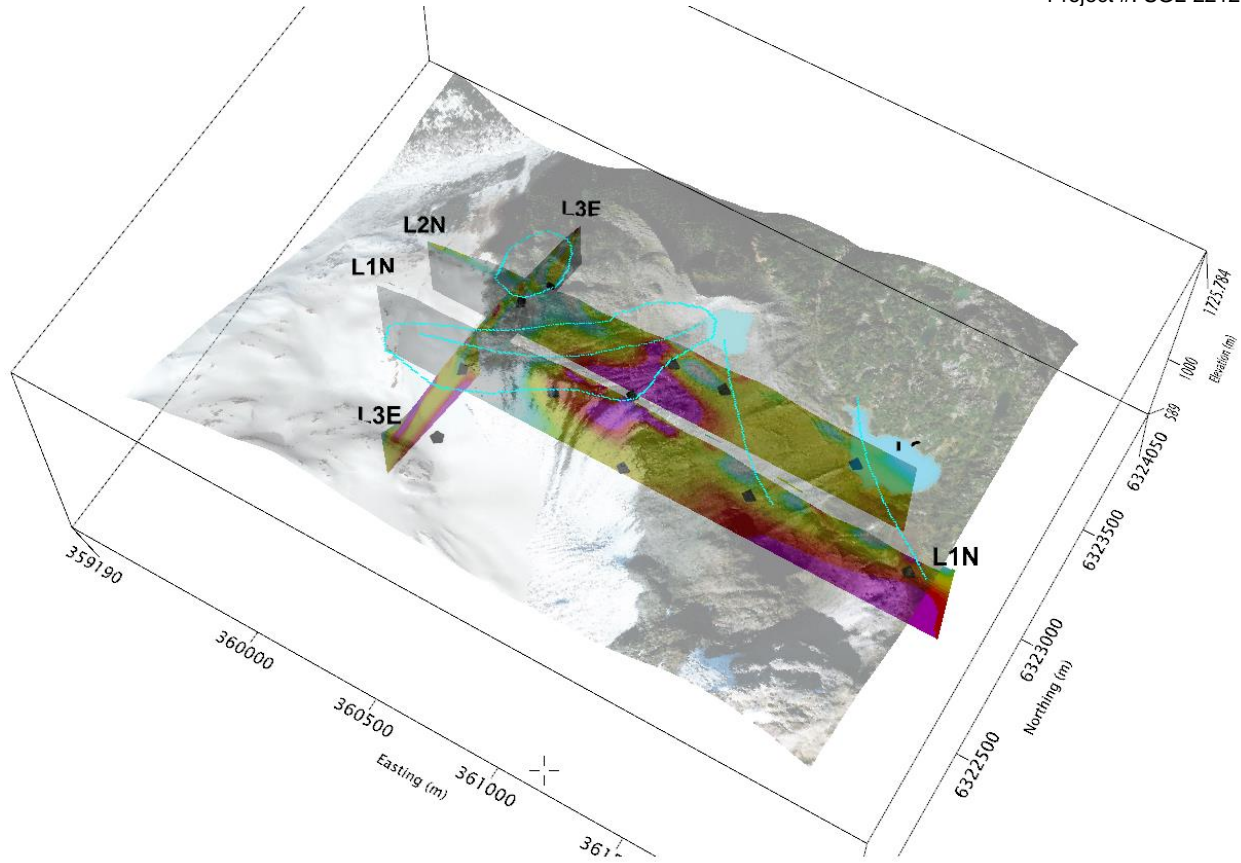 L3E
L2N
L1N
1725.784
1000
Elevation (m)
589
L3E
6324050
6323500
L1N
359190
6323000
Northing (m)
360000
360500
6322500
Easting (m)
361000